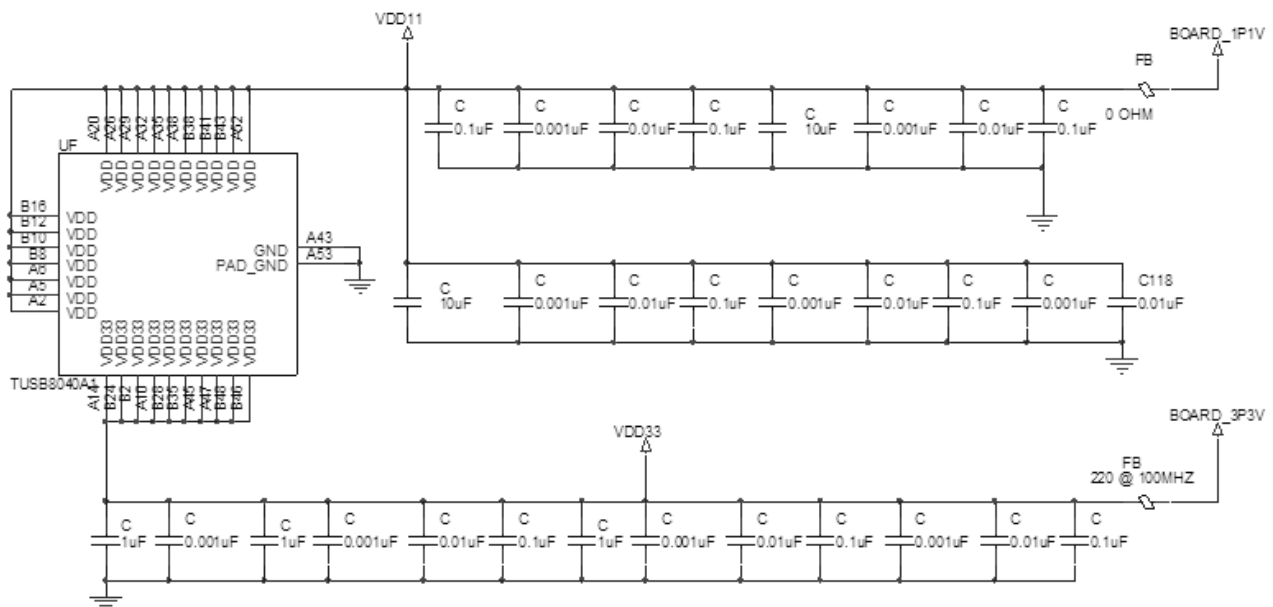 VDD11
BOARD_1P1V
FB
0 OHM
C
0.1uF
C
0.001uF
C
0.01uF
C
0.1uF
C
10uF
C
0.001uF
C
0.01uF
C
0.1uF
A20
A26
A29
A32
A35
A38
B38
B41
B43
A52
UF
VDD
VDD
VDD
VDD
VDD
VDD
VDD
VDD
VDD
VDD
B16
VDD
B12
VDD
B10
VDD
B8
VDD
A6
VDD
A5
VDD
A2
VDD
GND
A43
PAD_GND
A53
VDD33
VDD33
VDD33
VDD33
VDD33
VDD33
VDD33
VDD33
VDD33
VDD33
TUSB8040A1
A14
B24
B2
A10
B28
B35
A45
A47
B48
B46
C
10uF
C
0.001uF
C
0.01uF
C
0.1uF
C
0.001uF
C
0.01uF
C
0.1uF
C
0.001uF
C118
0.01uF
VDD33
BOARD_3P3V
FB
220 @ 100MHZ
C
1uF
C
0.001uF
C
1uF
C
0.001uF
C
0.01uF
C
0.1uF
C
1uF
C
0.001uF
C
0.01uF
C
0.1uF
C
0.001uF
C
0.01uF
C
0.1uF